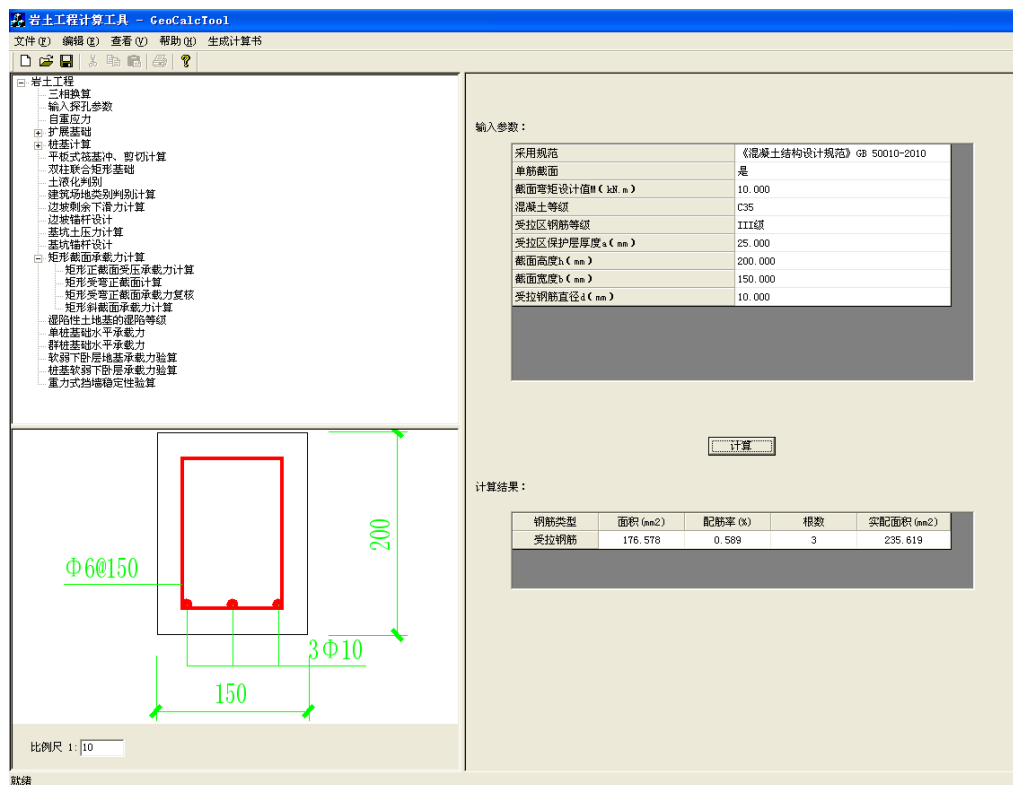 岩土工程计算工具 - GeoCalcTool
文件(F) 编辑(E) 查看(V) 帮助(H) 生成计算书
岩土工程
三相换算
输入探孔参数
自重应力
扩展基础
桩基计算
平板式筏基冲、剪切计算
双柱联合矩形基础
土液化判别
建筑场地类别判别计算
边坡剩余下滑力计算
边坡锚杆设计
基坑土压力计算
基坑锚杆设计
矩形截面承载力计算
矩形正截面受压承载力计算
矩形受弯正截面计算
矩形受弯正截面承载力复核
矩形斜截面承载力计算
湿陷性土地基的湿陷等级
单桩基础水平承载力
群桩基础水平承载力
软弱下卧层地基承载力验算
桩基软弱下卧层承载力验算
重力式挡墙稳定性验算
输入参数：
采用规范 《混凝土结构设计规范》GB 50010-2010
单筋截面 是
截面弯矩设计值M(kN.m) 10.000
混凝土等级 C35
受拉区钢筋等级 III级
受拉区保护层厚度a(mm) 25.000
截面高度h(mm) 200.000
截面宽度b(mm) 150.000
受拉钢筋直径d(mm) 10.000
计算
计算结果：
钢筋类型 面积(mm2) 配筋率(%) 根数 实配面积(mm2)
受拉钢筋 176.578 0.589 3 235.619
200
Φ6@150
3Φ10
150
比例尺 1: 10
就绪